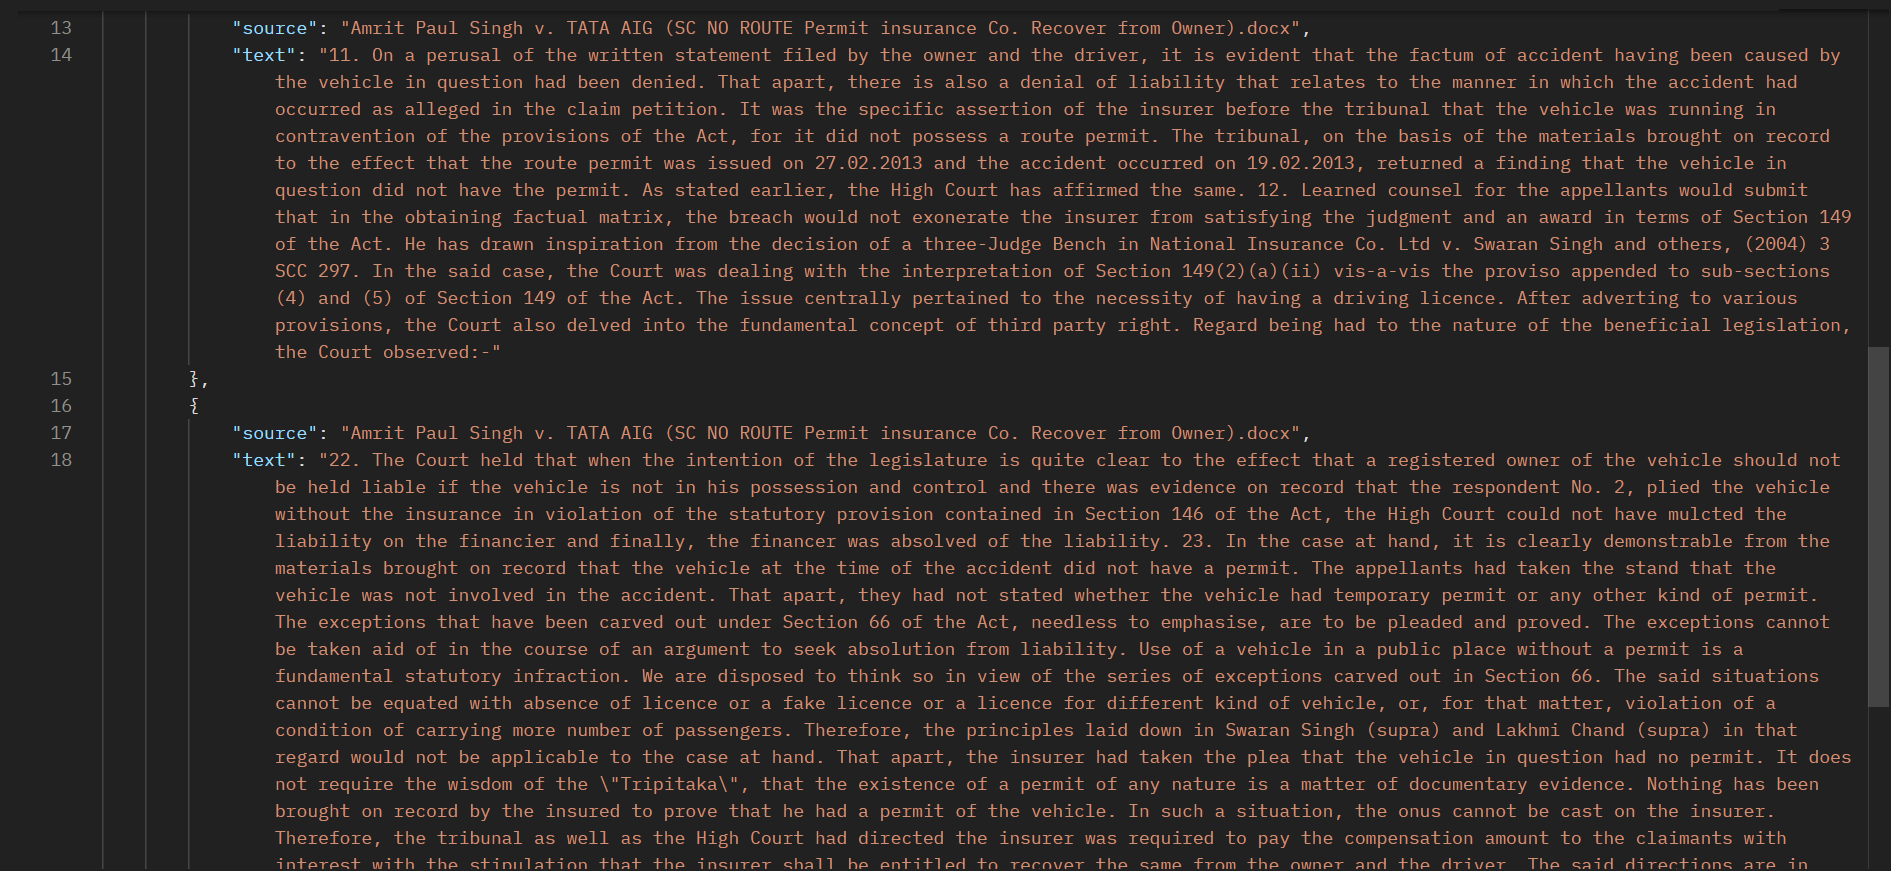 13 "source": "Amrit Paul Singh v. TATA AIG (SC NO ROUTE Permit insurance Co. Recover from Owner).docx",
14 "text": "11. On a perusal of the written statement filed by the owner and the driver, it is evident that the factum of accident having been caused by
the vehicle in question had been denied. That apart, there is also a denial of liability that relates to the manner in which the accident had
occurred as alleged in the claim petition. It was the specific assertion of the insurer before the tribunal that the vehicle was running in
contravention of the provisions of the Act, for it did not possess a route permit. The tribunal, on the basis of the materials brought on record
to the effect that the route permit was issued on 27.02.2013 and the accident occurred on 19.02.2013, returned a finding that the vehicle in
question did not have the permit. As stated earlier, the High Court has affirmed the same. 12. Learned counsel for the appellants would submit
that in the obtaining factual matrix, the breach would not exonerate the insurer from satisfying the judgment and an award in terms of Section 149
of the Act. He has drawn inspiration from the decision of a three-Judge Bench in National Insurance Co. Ltd v. Swaran Singh and others, (2004) 3
SCC 297. In the said case, the Court was dealing with the interpretation of Section 149(2)(a)(ii) vis-a-vis the proviso appended to sub-sections
(4) and (5) of Section 149 of the Act. The issue centrally pertained to the necessity of having a driving licence. After adverting to various
provisions, the Court also delved into the fundamental concept of third party right. Regard being had to the nature of the beneficial legislation,
the Court observed:-"
15 },
16 {
17 "source": "Amrit Paul Singh v. TATA AIG (SC NO ROUTE Permit insurance Co. Recover from Owner).docx",
18 "text": "22. The Court held that when the intention of the legislature is quite clear to the effect that a registered owner of the vehicle should not
be held liable if the vehicle is not in his possession and control and there was evidence on record that the respondent No. 2, plied the vehicle
without the insurance in violation of the statutory provision contained in Section 146 of the Act, the High Court could not have mulcted the
liability on the financier and finally, the financer was absolved of the liability. 23. In the case at hand, it is clearly demonstrable from the
materials brought on record that the vehicle at the time of the accident did not have a permit. The appellants had taken the stand that the
vehicle was not involved in the accident. That apart, they had not stated whether the vehicle had temporary permit or any other kind of permit.
The exceptions that have been carved out under Section 66 of the Act, needless to emphasise, are to be pleaded and proved. The exceptions cannot
be taken aid of in the course of an argument to seek absolution from liability. Use of a vehicle in a public place without a permit is a
fundamental statutory infraction. We are disposed to think so in view of the series of exceptions carved out in Section 66. The said situations
cannot be equated with absence of licence or a fake licence or a licence for different kind of vehicle, or, for that matter, violation of a
condition of carrying more number of passengers. Therefore, the principles laid down in Swaran Singh (supra) and Lakhmi Chand (supra) in that
regard would not be applicable to the case at hand. That apart, the insurer had taken the plea that the vehicle in question had no permit. It does
not require the wisdom of the \"Tripitaka\", that the existence of a permit of any nature is a matter of documentary evidence. Nothing has been
brought on record by the insured to prove that he had a permit of the vehicle. In such a situation, the onus cannot be cast on the insurer.
Therefore, the tribunal as well as the High Court had directed the insurer was required to pay the compensation amount to the claimants with
interest with the stipulation that the insurer shall be entitled to recover the same from the owner and the driver. The said directions are in